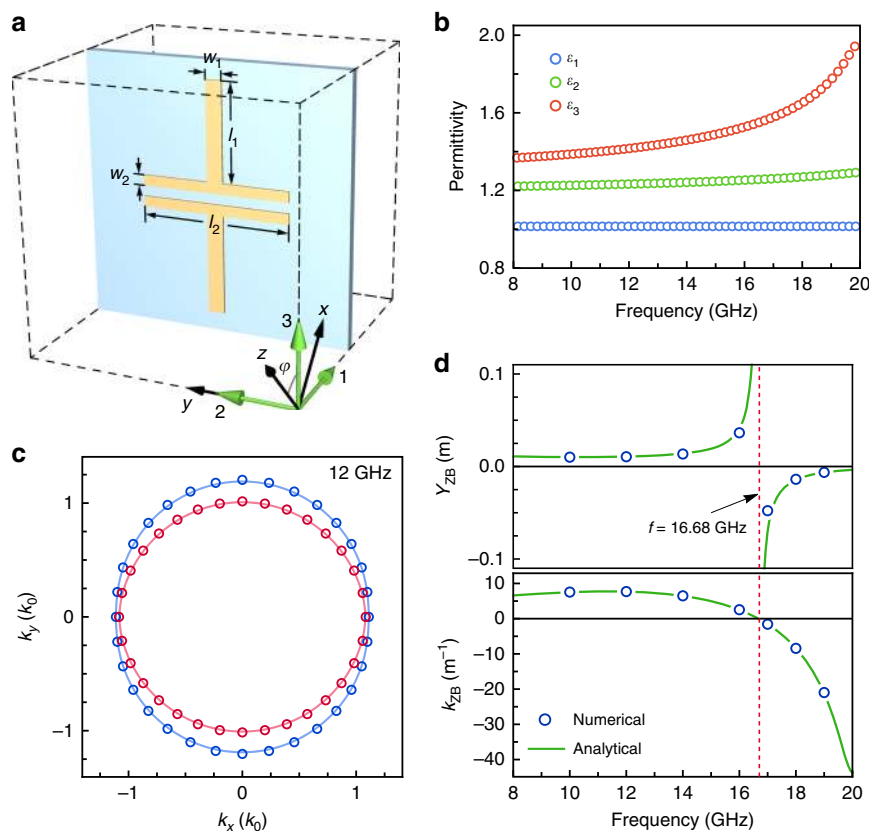 a
w1
l1
w2
l2
3
x
z
φ
1
y
2
b
2.0
1.6
1.2
0.8
Permittivity
ε1
ε2
ε3
8 10 12 14 16 18 20
Frequency (GHz)
c
12 GHz
1
0
−1
ky (k0)
−1 0 1
kx (k0)
d
0.1
0.0
−0.1
YZB (m)
f = 16.68 GHz
10
0
−10
−20
−30
−40
kZB (m−1)
Numerical
Analytical
8 10 12 14 16 18 20
Frequency (GHz)